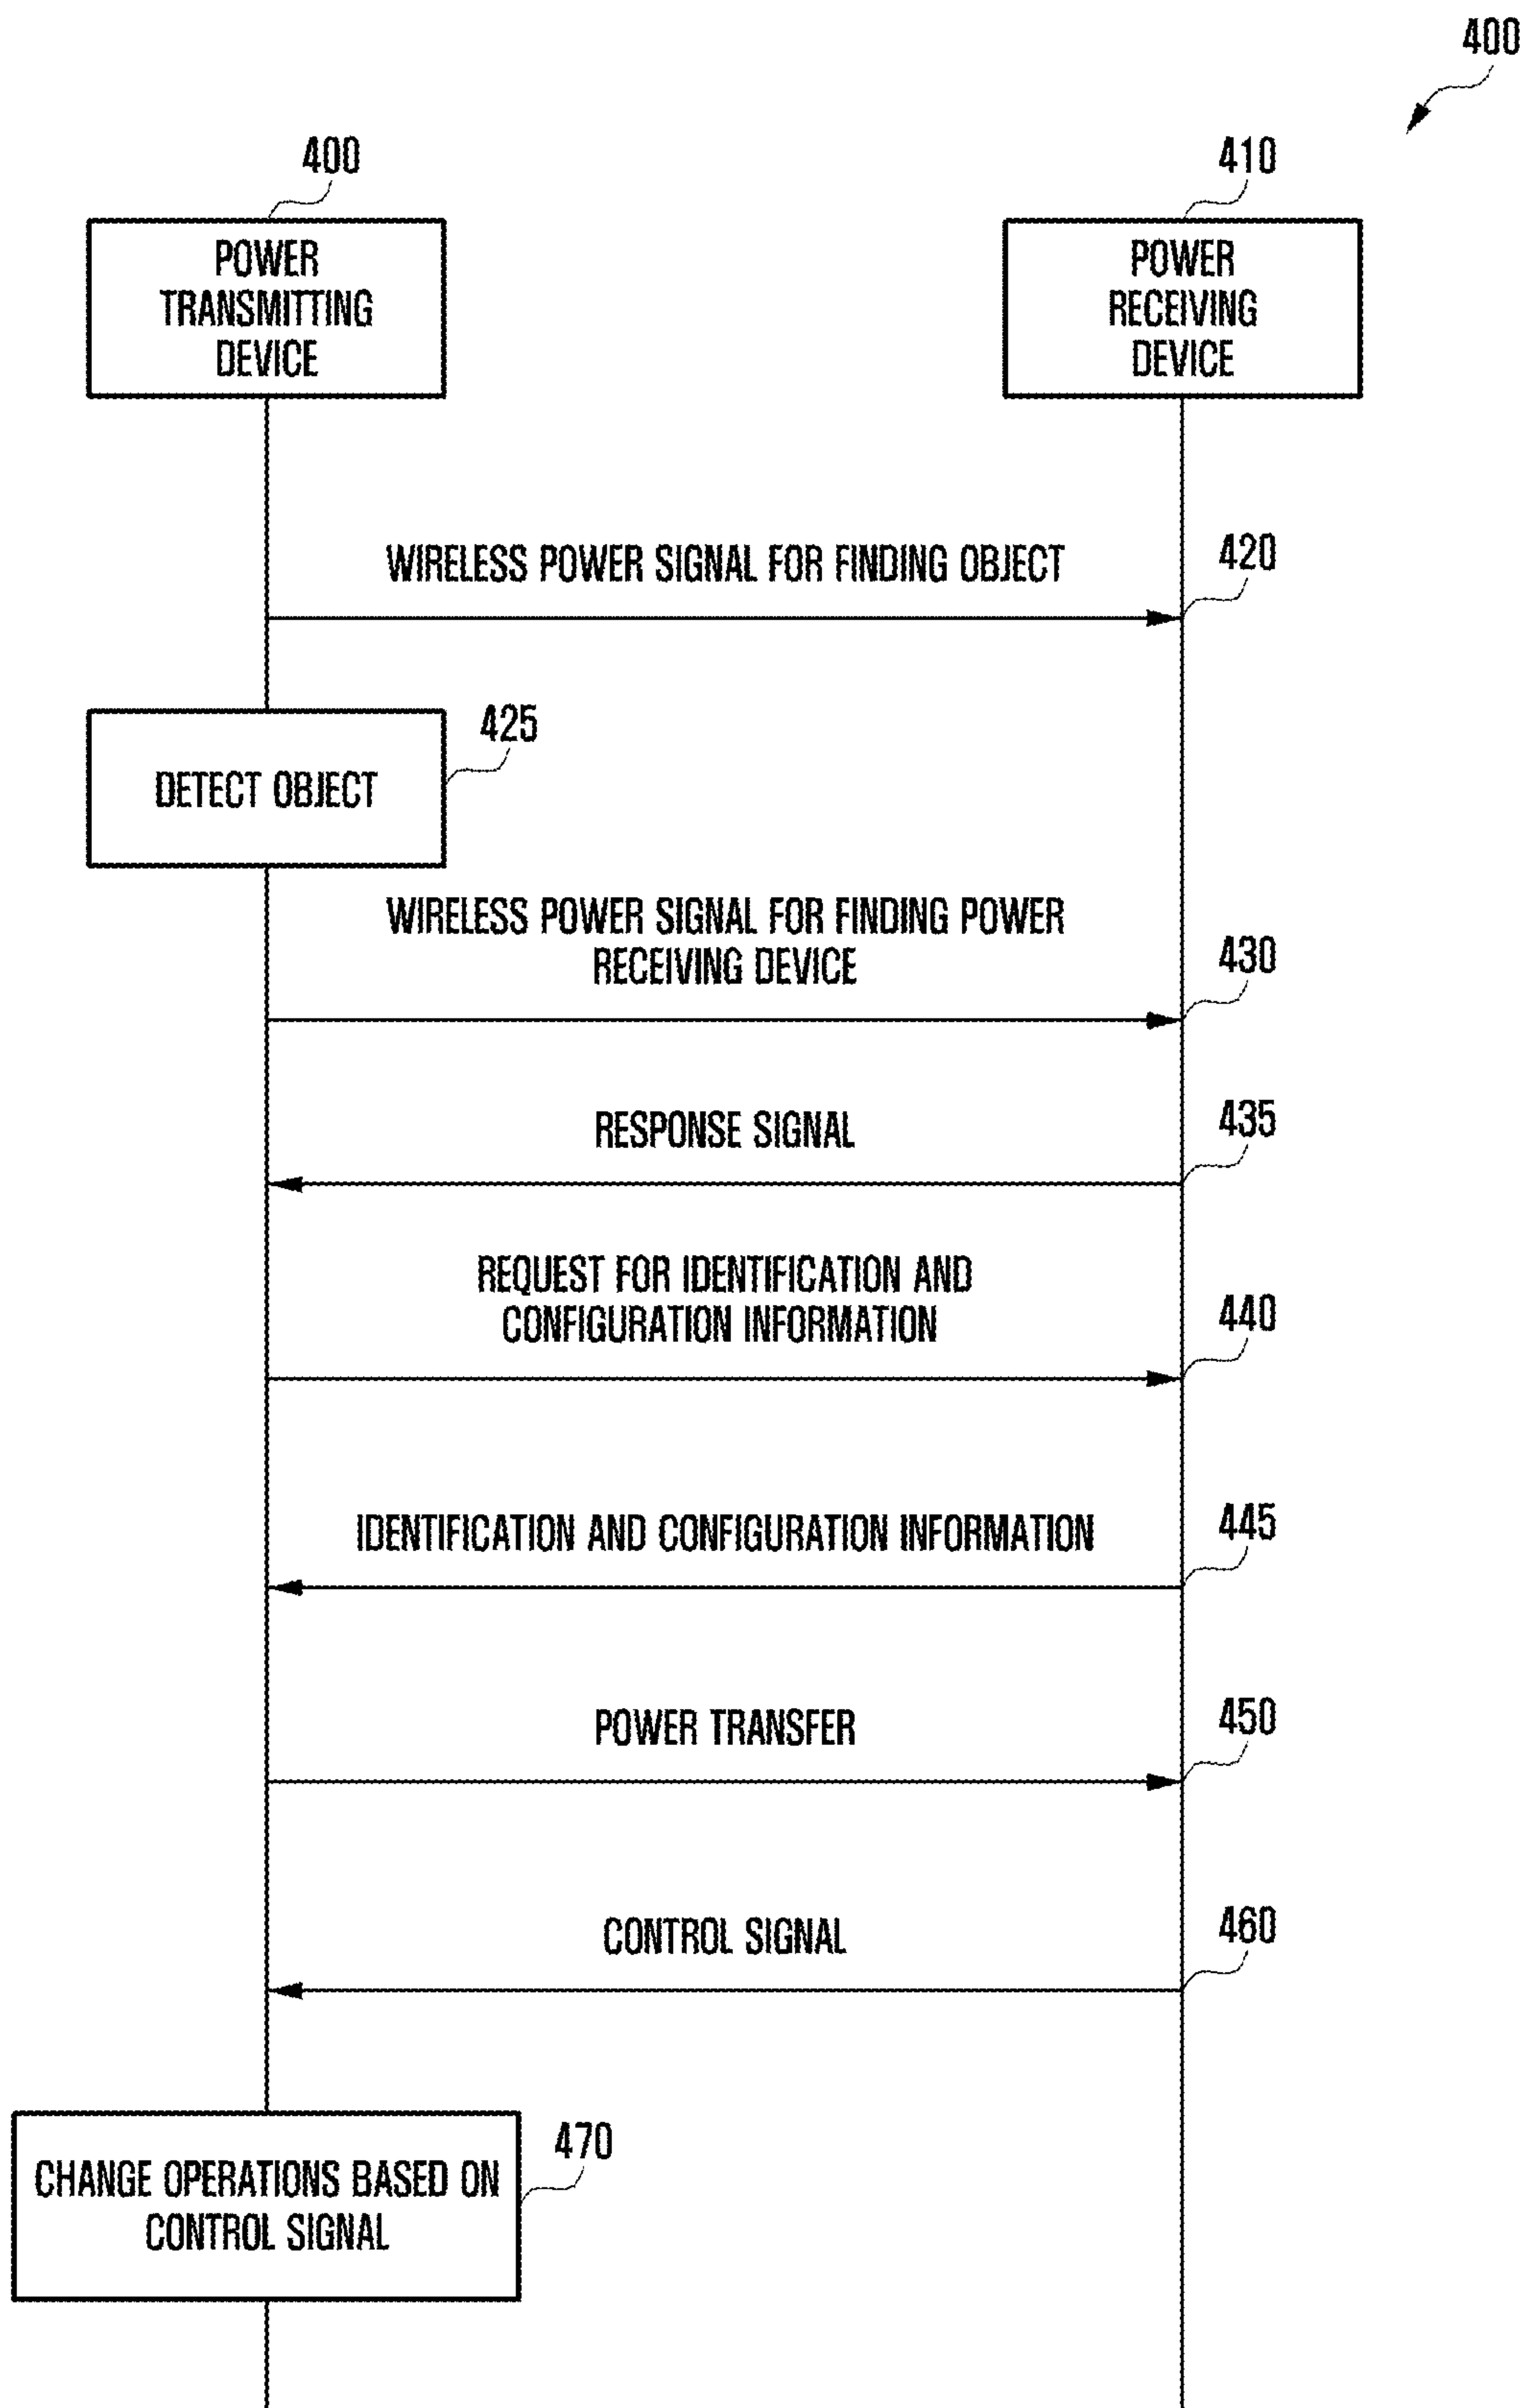 400
400
410
POWER
TRANSMITTING
DEVICE
POWER
RECEIVING
DEVICE
WIRELESS POWER SIGNAL FOR FINDING OBJECT
420
425
DETECT OBJECT
WIRELESS POWER SIGNAL FOR FINDING POWER
RECEIVING DEVICE
430
RESPONSE SIGNAL
435
REQUEST FOR IDENTIFICATION AND
CONFIGURATION INFORMATION
440
IDENTIFICATION AND CONFIGURATION INFORMATION
445
POWER TRANSFER
450
CONTROL SIGNAL
460
470
CHANGE OPERATIONS BASED ON
CONTROL SIGNAL